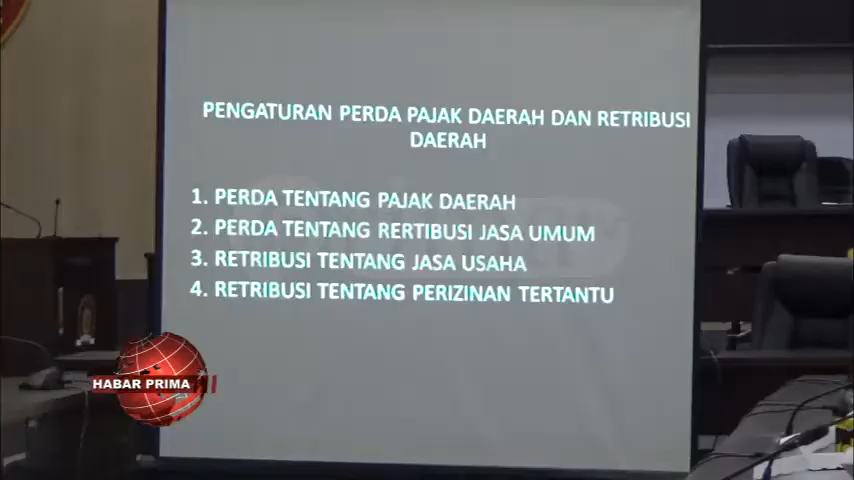 PENGATURAN PERDA PAJAK DAERAH DAN RETRIBUSI
DAERAH
1. PERDA TENTANG PAJAK DAERAH
2. PERDA TENTANG RERTIBUSI JASA UMUM
3. RETRIBUSI TENTANG JASA USAHA
4. RETRIBUSI TENTANG PERIZINAN TERTANTU
HABAR PRIMA